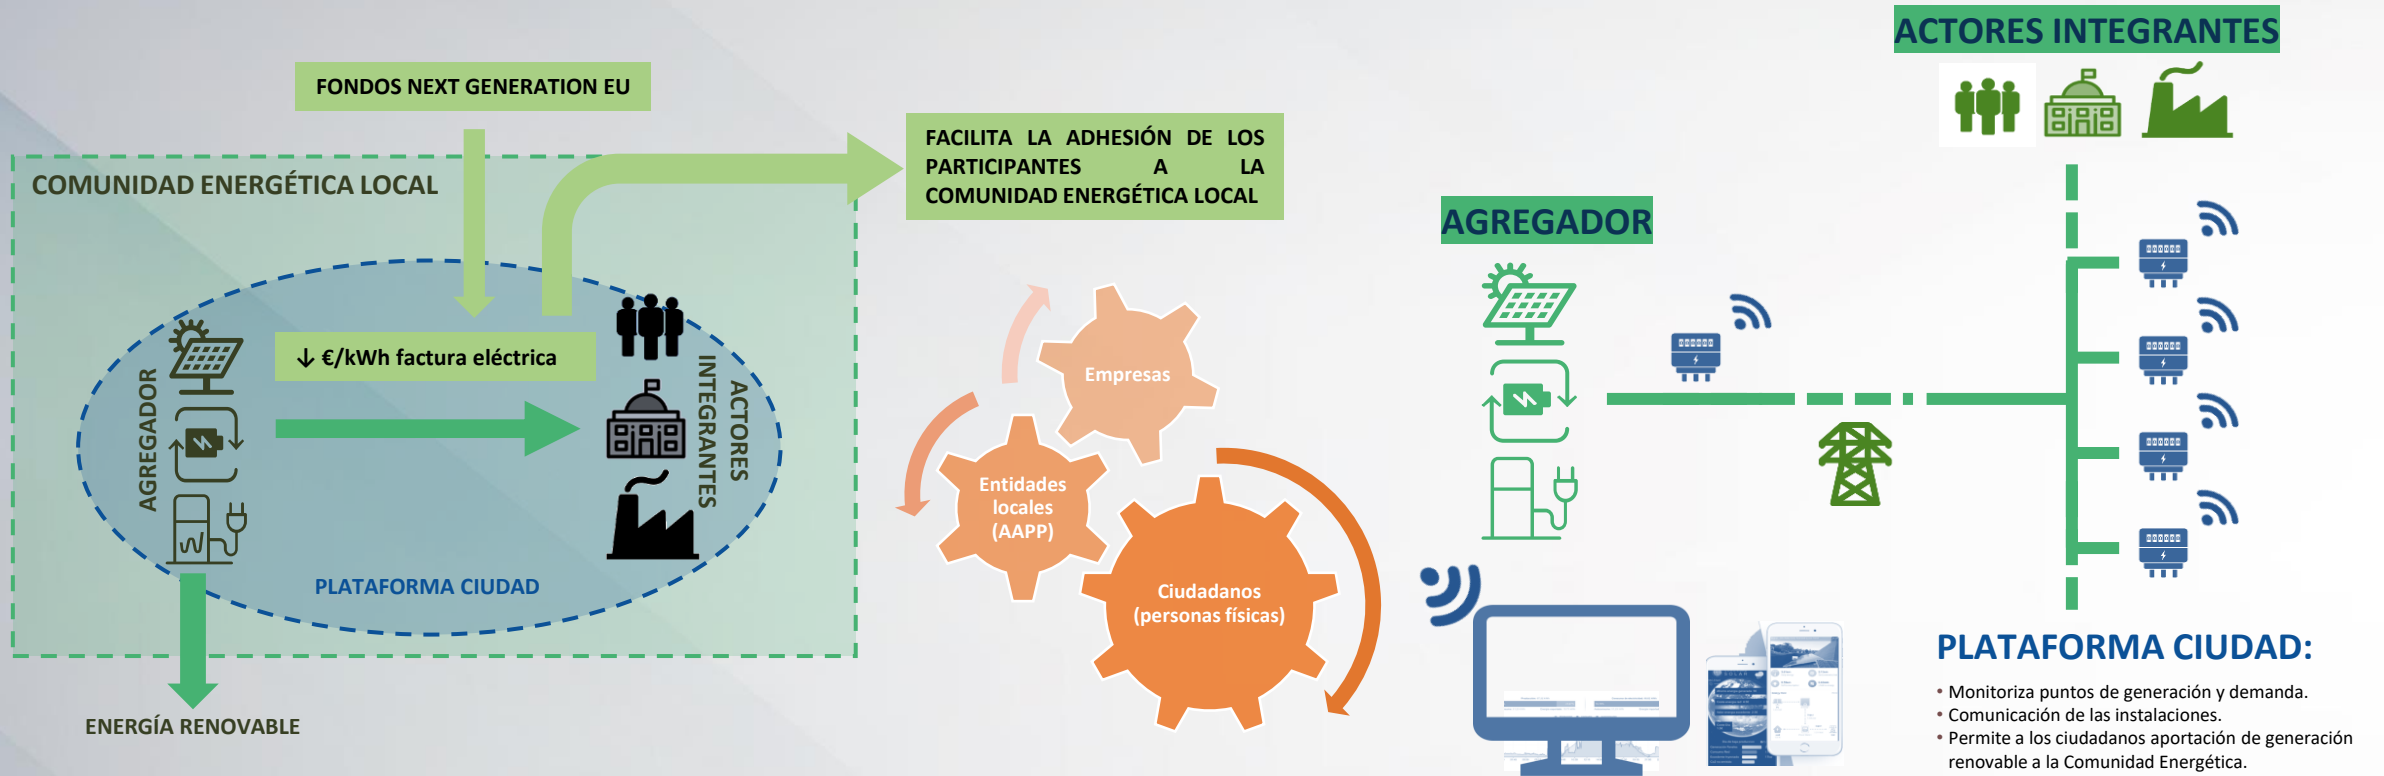 FONDOS NEXT GENERATION EU
COMUNIDAD ENERGÉTICA LOCAL
FACILITA LA ADHESIÓN DE LOS
PARTICIPANTES A LA
COMUNIDAD ENERGÉTICA LOCAL
↓ €/kWh factura eléctrica
AGREGADOR
ACTORES
INTEGRANTES
PLATAFORMA CIUDAD
ENERGÍA RENOVABLE
Empresas
Entidades
locales
(AAPP)
Ciudadanos
(personas físicas)
AGREGADOR
ACTORES INTEGRANTES
PLATAFORMA CIUDAD:
• Monitoriza puntos de generación y demanda.
• Comunicación de las instalaciones.
• Permite a los ciudadanos aportación de generación
renovable a la Comunidad Energética.